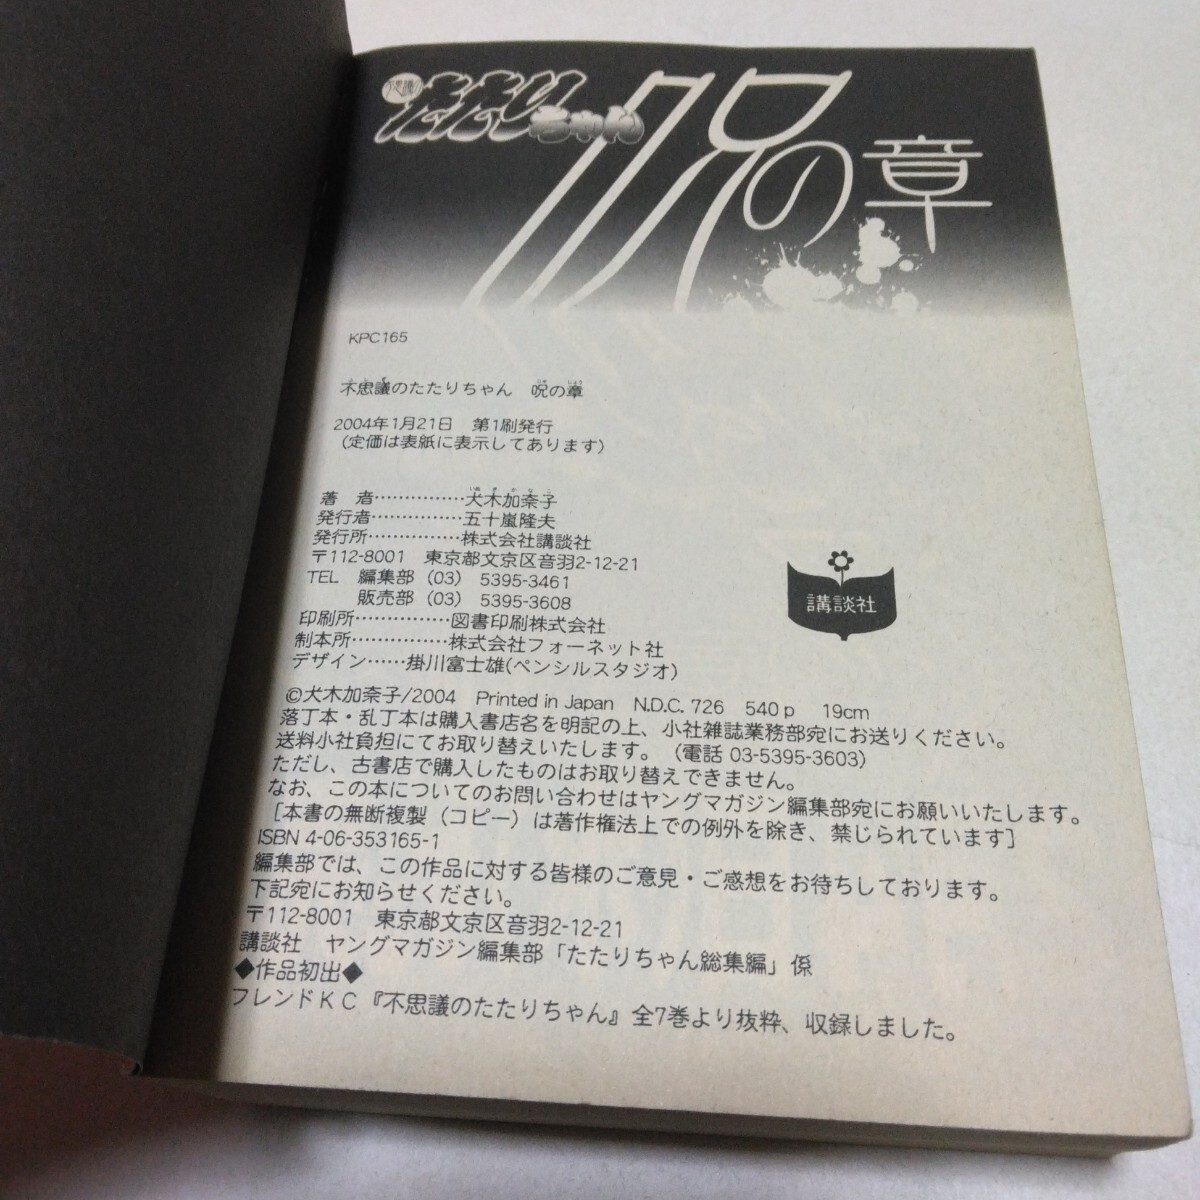 不思議の
たたりちゃん
呪の章
KPC165
不思議のたたりちゃん　呪の章
2004年1月21日　第1刷発行
（定価は表紙に表示してあります）
著　者……………犬木加奈子
発行者……………五十嵐隆夫
発行所……………株式会社講談社
〒112-8001　東京都文京区音羽2-12-21
TEL　編集部（03）5395-3461
販売部（03）5395-3608
印刷所……………図書印刷株式会社
制本所……………株式会社フォーネット社
デザイン……掛川富士雄(ペンシルスタジオ)
講談社
©犬木加奈子/2004　Printed in Japan　N.D.C. 726　540p　19cm
落丁本・乱丁本は購入書店名を明記の上、小社雑誌業務部宛にお送りください。
送料小社負担にてお取り替えいたします。（電話 03-5395-3603）
ただし、古書店で購入したものはお取り替えできません。
なお、この本についてのお問い合わせはヤングマガジン編集部宛にお願いいたします。
［本書の無断複製（コピー）は著作権法上での例外を除き、禁じられています］
ISBN 4-06-353165-1
編集部では、この作品に対する皆様のご意見・ご感想をお待ちしております。
下記宛にお知らせください。
〒112-8001　東京都文京区音羽2-12-21
講談社　ヤングマガジン編集部「たたりちゃん総集編」係
◆作品初出◆
フレンドＫＣ『不思議のたたりちゃん』全7巻より抜粋、収録しました。